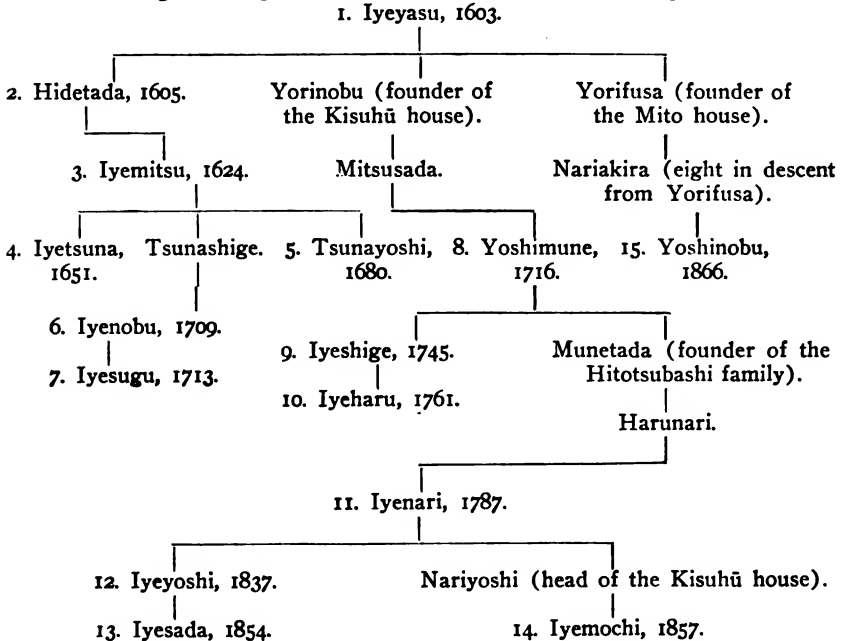 1. Iyeyasu, 1603.
2. Hidetada, 1605.
Yorinobu (founder of
the Kisuhū house).
Yorifusa (founder of
the Mito house).
3. Iyemitsu, 1624.
Mitsusada.
Nariakira (eight in descent
from Yorifusa).
4. Iyetsuna,
1651.
Tsunashige.
5. Tsunayoshi,
1680.
8. Yoshimune,
1716.
15. Yoshinobu,
1866.
6. Iyenobu, 1709.
7. Iyesugu, 1713.
9. Iyeshige, 1745.
10. Iyeharu, 1761.
Munetada (founder of the
Hitotsubashi family).
Harunari.
11. Iyenari, 1787.
12. Iyeyoshi, 1837.
Nariyoshi (head of the Kisuhū house).
13. Iyesada, 1854.
14. Iyemochi, 1857.